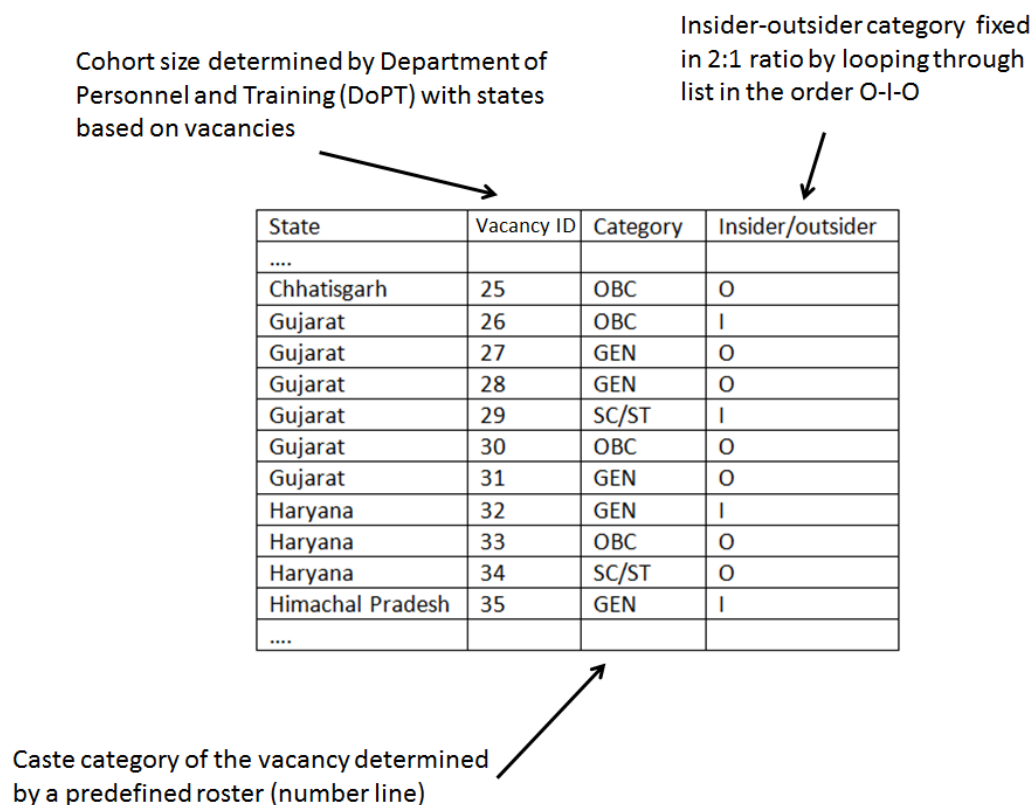 Cohort size determined by Department of
Personnel and Training (DoPT) with states
based on vacancies
Insider-outsider category fixed
in 2:1 ratio by looping through
list in the order O-I-O
State Vacancy ID Category Insider/outsider
....
Chhatisgarh 25 OBC O
Gujarat 26 OBC I
Gujarat 27 GEN O
Gujarat 28 GEN O
Gujarat 29 SC/ST I
Gujarat 30 OBC O
Gujarat 31 GEN O
Haryana 32 GEN I
Haryana 33 OBC O
Haryana 34 SC/ST O
Himachal Pradesh 35 GEN I
....
Caste category of the vacancy determined
by a predefined roster (number line)